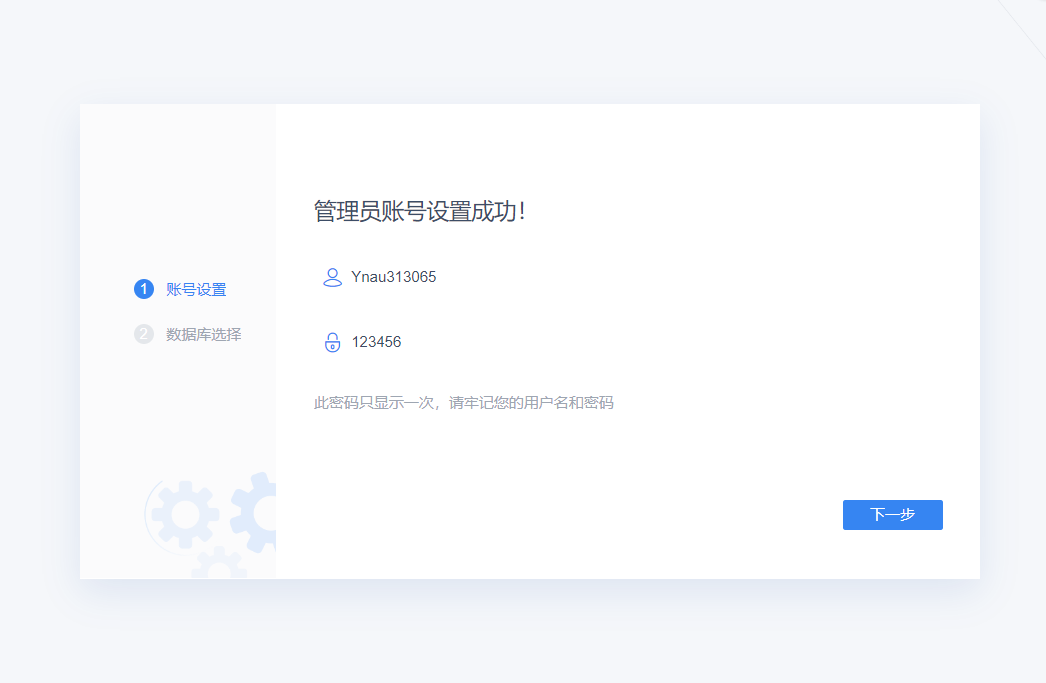 管理员账号设置成功！
Ynau313065
1 账号设置
2 数据库选择
123456
此密码只显示一次，请牢记您的用户名和密码
下一步